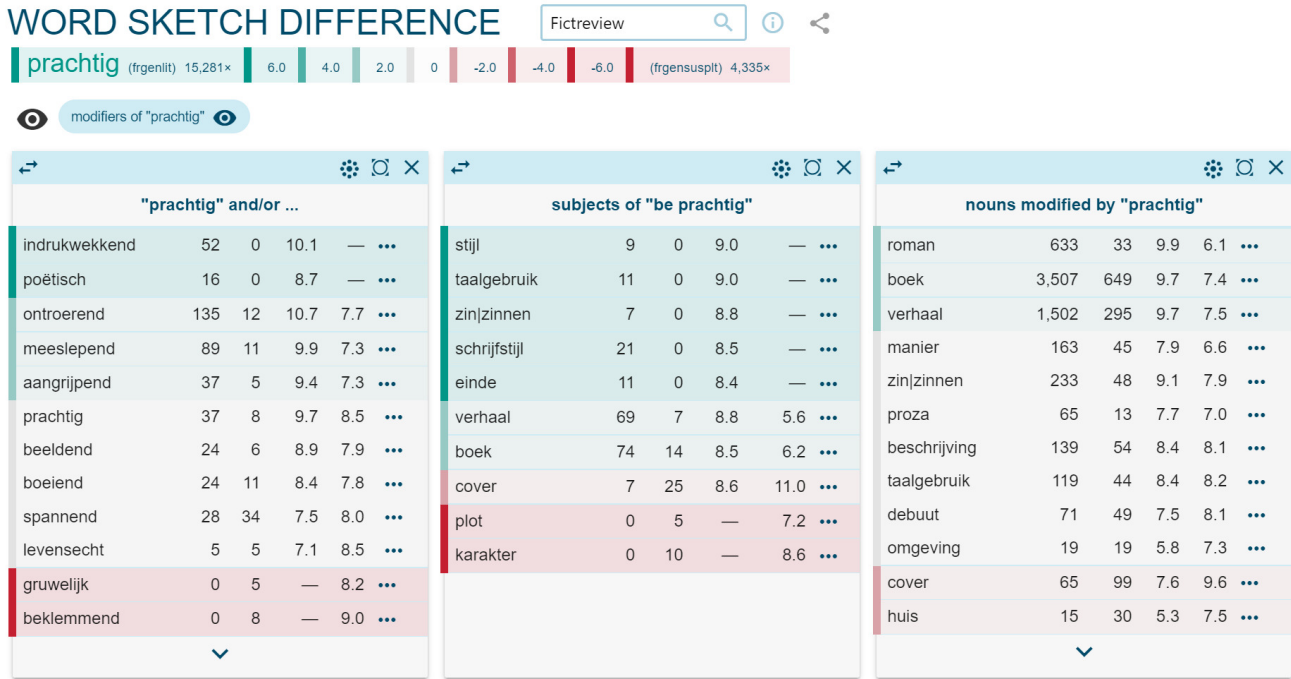 WORD SKETCH DIFFERENCE Fictreview
prachtig (frgenlit) 15,281× 6.0 4.0 2.0 0 -2.0 -4.0 -6.0 (frgensusplt) 4,335×
modifiers of "prachtig"
"prachtig" and/or ...
indrukwekkend 52 0 10.1 —
poëtisch 16 0 8.7 —
ontroerend 135 12 10.7 7.7
meeslepend 89 11 9.9 7.3
aangrijpend 37 5 9.4 7.3
prachtig 37 8 9.7 8.5
beeldend 24 6 8.9 7.9
boeiend 24 11 8.4 7.8
spannend 28 34 7.5 8.0
levensecht 5 5 7.1 8.5
gruwelijk 0 5 — 8.2
beklemmend 0 8 — 9.0
subjects of "be prachtig"
stijl 9 0 9.0 —
taalgebruik 11 0 9.0 —
zin|zinnen 7 0 8.8 —
schrijfstijl 21 0 8.5 —
einde 11 0 8.4 —
verhaal 69 7 8.8 5.6
boek 74 14 8.5 6.2
cover 7 25 8.6 11.0
plot 0 5 — 7.2
karakter 0 10 — 8.6
nouns modified by "prachtig"
roman 633 33 9.9 6.1
boek 3,507 649 9.7 7.4
verhaal 1,502 295 9.7 7.5
manier 163 45 7.9 6.6
zin|zinnen 233 48 9.1 7.9
proza 65 13 7.7 7.0
beschrijving 139 54 8.4 8.1
taalgebruik 119 44 8.4 8.2
debuut 71 49 7.5 8.1
omgeving 19 19 5.8 7.3
cover 65 99 7.6 9.6
huis 15 30 5.3 7.5